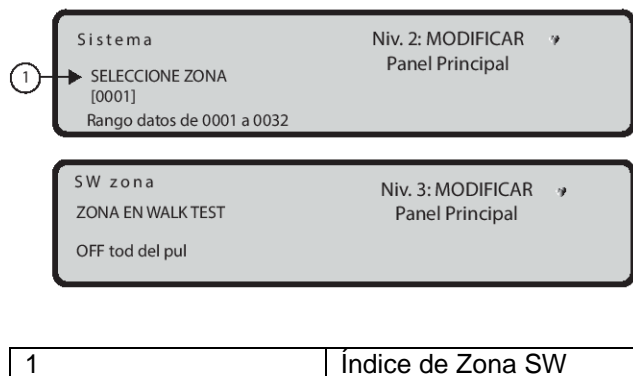 Sistema
Niv. 2: MODIFICAR
Panel Principal
1
SELECCIONE ZONA
[0001]
Rango datos de 0001 a 0032
SW zona
Niv. 3: MODIFICAR
Panel Principal
ZONA EN WALK TEST
OFF tod del pul
1 Índice de Zona SW